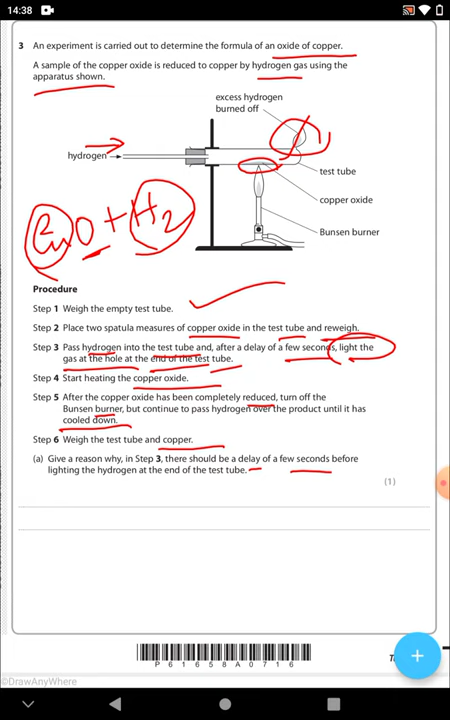 14:38
3 An experiment is carried out to determine the formula of an oxide of copper.
A sample of the copper oxide is reduced to copper by hydrogen gas using the
apparatus shown.
excess hydrogen
burned off
hydrogen
test tube
copper oxide
Bunsen burner
CuO + H2
Procedure
Step 1 Weigh the empty test tube.
Step 2 Place two spatula measures of copper oxide in the test tube and reweigh.
Step 3 Pass hydrogen into the test tube and, after a delay of a few seconds, light the
gas at the hole at the end of the test tube.
Step 4 Start heating the copper oxide.
Step 5 After the copper oxide has been completely reduced, turn off the
Bunsen burner, but continue to pass hydrogen over the product until it has
cooled down.
Step 6 Weigh the test tube and copper.
(a) Give a reason why, in Step 3, there should be a delay of a few seconds before
lighting the hydrogen at the end of the test tube.
(1)
P 6 1 6 5 8 A 0 7 1 6
+
©DrawAnyWhere